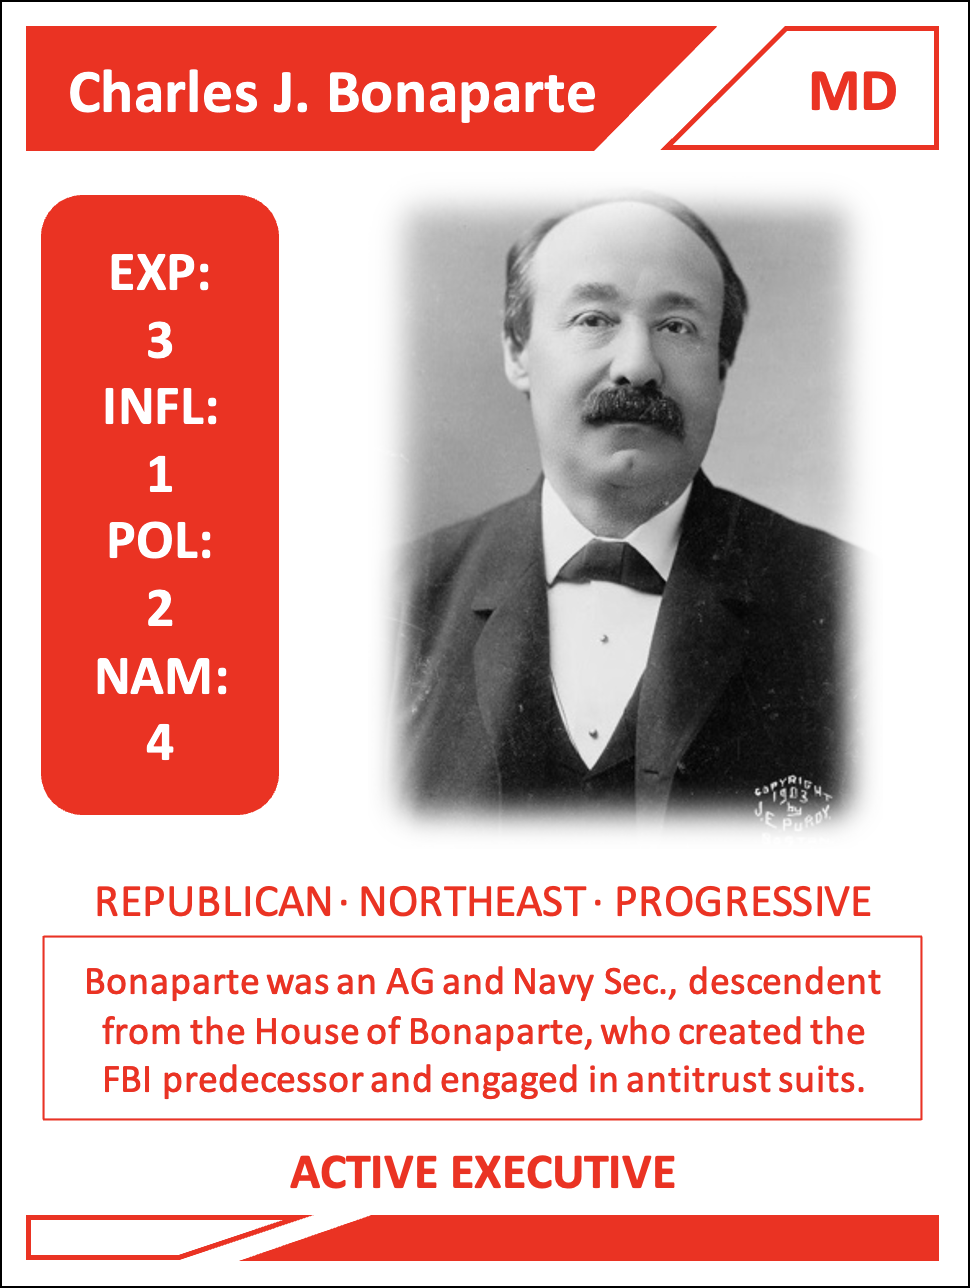 Charles J. Bonaparte
MD
EXP:
3
INFL:
1
POL:
2
NAM:
4
COPYRIGHT
1903
by
J.E. PURDY.
REPUBLICAN · NORTHEAST · PROGRESSIVE
Bonaparte was an AG and Navy Sec., descendent
from the House of Bonaparte, who created the
FBI predecessor and engaged in antitrust suits.
ACTIVE EXECUTIVE